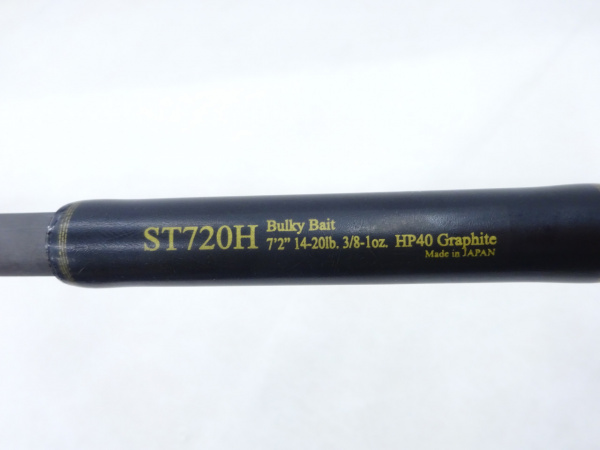 ST720H
Bulky Bait
7'2" 14-20lb. 3/8-1oz. HP40 Graphite
Made in JAPAN